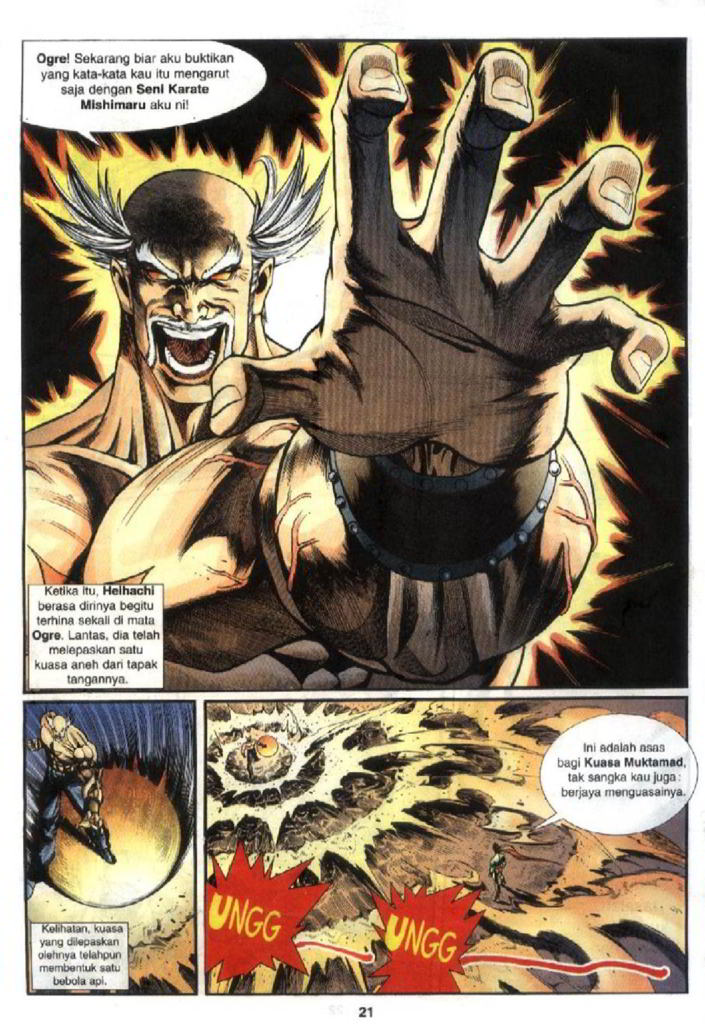 Ogre! Sekarang biar aku buktikan
yang kata-kata kau itu mengarut
saja dengan Seni Karate
Mishimaru aku ni!
Ketika itu, Heihachi
berasa dirinya begitu
terhina sekali di mata
Ogre. Lantas, dia telah
melepaskan satu
kuasa aneh dari tapak
tangannya.
Kelihatan, kuasa
yang dilepaskan
olehnya telahpun
membentuk satu
bebola api.
Ini adalah asas
bagi Kuasa Muktamad,
tak sangka kau juga
berjaya menguasainya.
UNGG
UNGG
21